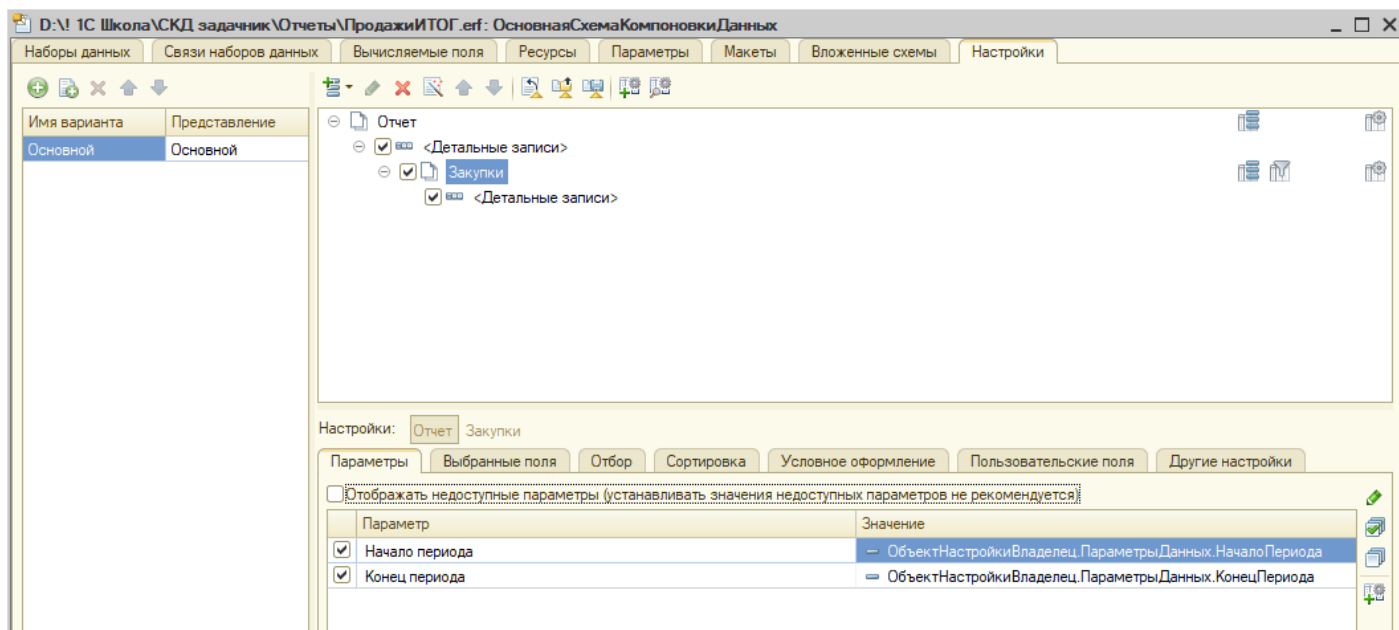 D:\! 1С Школа\СКД задачник\Отчеты\ПродажиИТОГ.erf: ОсновнаяСхемаКомпоновкиДанных
Наборы данных Связи наборов данных Вычисляемые поля Ресурсы Параметры Макеты Вложенные схемы Настройки
Имя варианта Представление
Основной Основной
Отчет
<Детальные записи>
Закупки
<Детальные записи>
Настройки: Отчет Закупки
Параметры Выбранные поля Отбор Сортировка Условное оформление Пользовательские поля Другие настройки
Отображать недоступные параметры (устанавливать значения недоступных параметров не рекомендуется)
Параметр Значение
Начало периода ОбъектНастройкиВладелец.ПараметрыДанных.НачалоПериода
Конец периода ОбъектНастройкиВладелец.ПараметрыДанных.КонецПериода